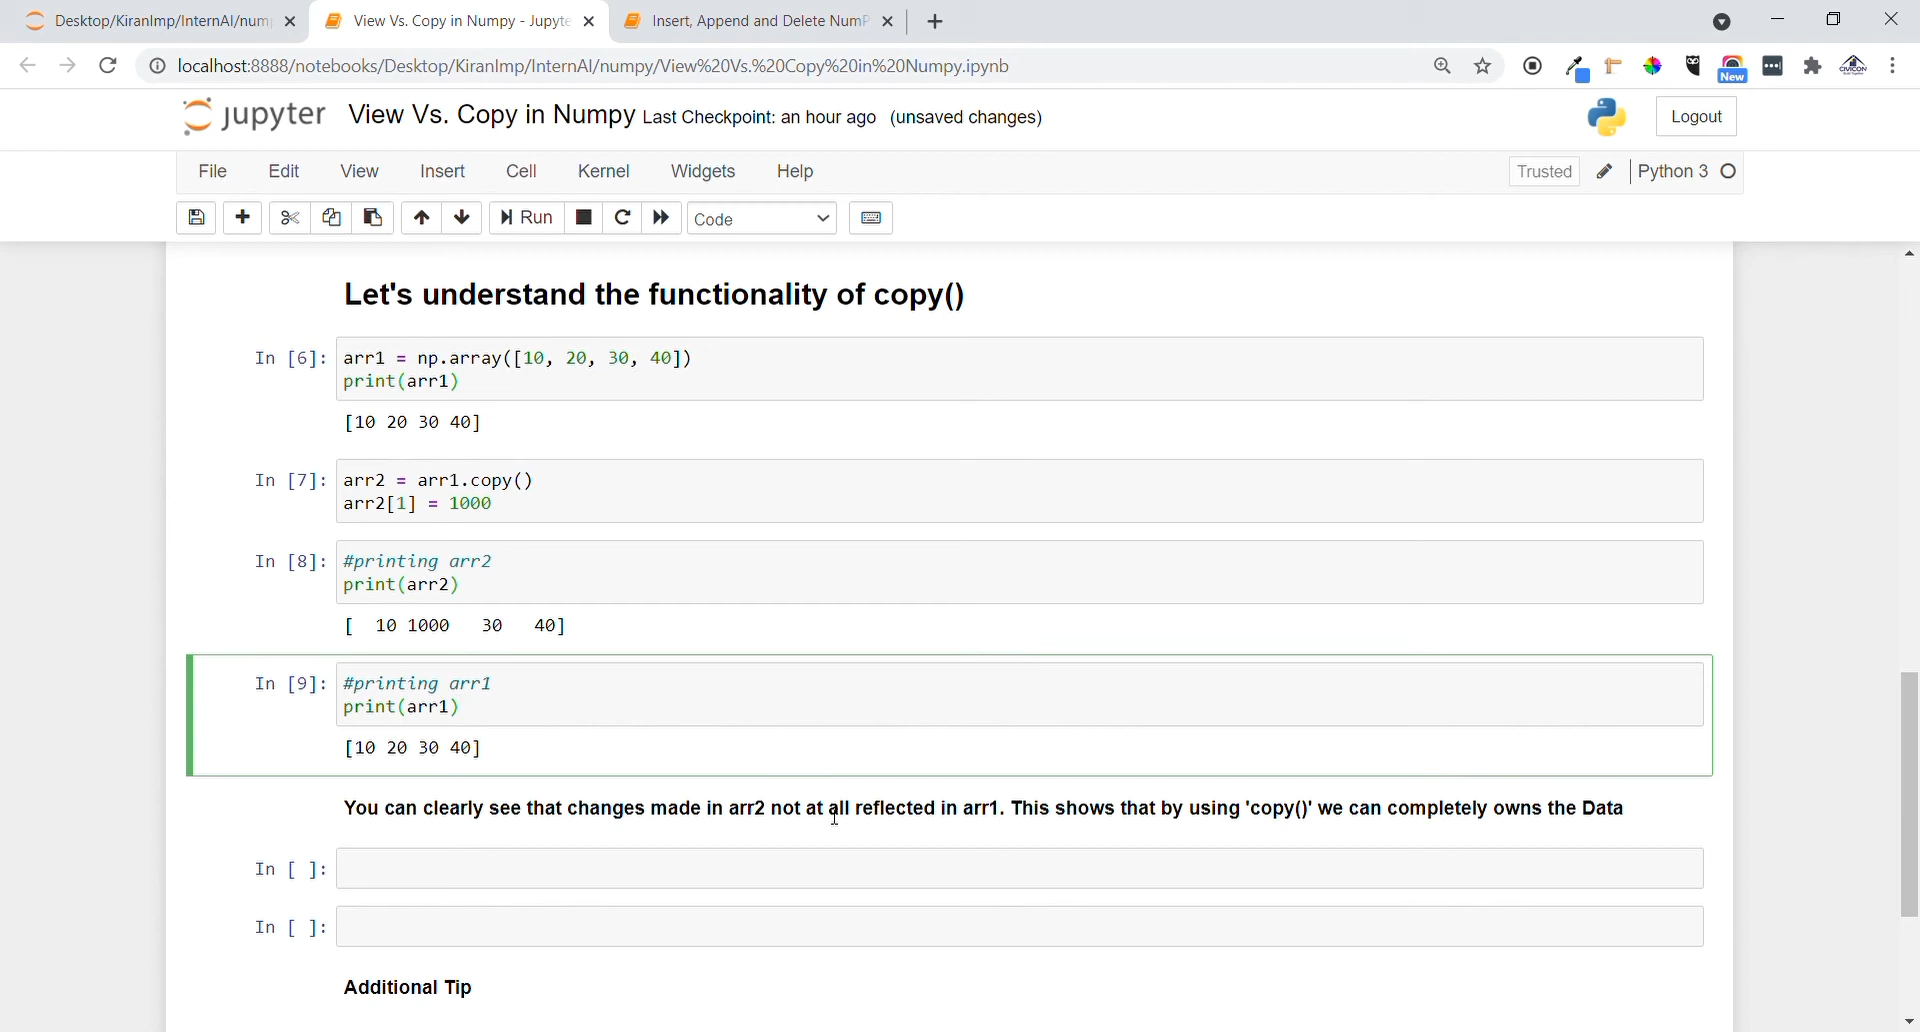 Desktop/KiranImp/InternAI/num
View Vs. Copy in Numpy - Jupyte
Insert, Append and Delete NumP
localhost:8888/notebooks/Desktop/KiranImp/InternAI/numpy/View%20Vs.%20Copy%20in%20Numpy.ipynb
New
CIVICON
jupyter View Vs. Copy in Numpy Last Checkpoint: an hour ago (unsaved changes)
Logout
File Edit View Insert Cell Kernel Widgets Help
Trusted Python 3
Run Code
Let's understand the functionality of copy()
In [6]: arr1 = np.array([10, 20, 30, 40])
print(arr1)
[10 20 30 40]
In [7]: arr2 = arr1.copy()
arr2[1] = 1000
In [8]: #printing arr2
print(arr2)
[  10 1000   30   40]
In [9]: #printing arr1
print(arr1)
[10 20 30 40]
You can clearly see that changes made in arr2 not at all reflected in arr1. This shows that by using 'copy()' we can completely owns the Data
In [ ]:
In [ ]:
Additional Tip